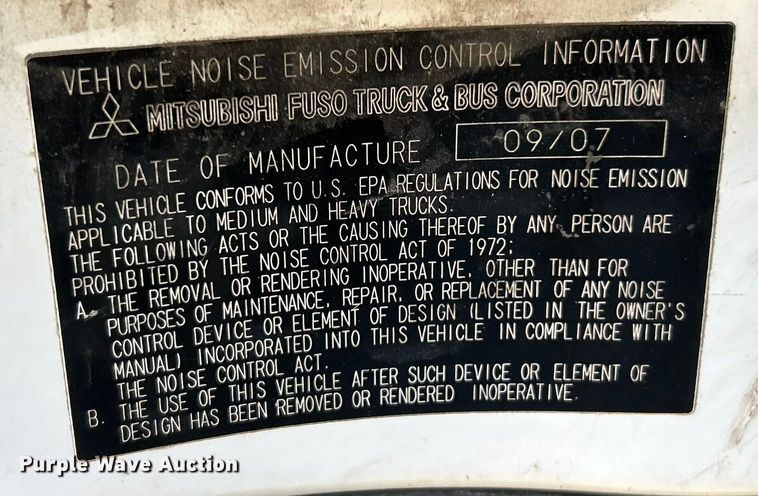 VEHICLE NOISE EMISSION CONTROL INFORMATION
MITSUBISHI FUSO TRUCK & BUS CORPORATION
DATE OF MANUFACTURE 09/07
THIS VEHICLE CONFORMS TO U.S. EPA REGULATIONS FOR NOISE EMISSION
APPLICABLE TO MEDIUM AND HEAVY TRUCKS.
THE FOLLOWING ACTS OR THE CAUSING THEREOF BY ANY PERSON ARE
PROHIBITED BY THE NOISE CONTROL ACT OF 1972;
A. THE REMOVAL OR RENDERING INOPERATIVE, OTHER THAN FOR
PURPOSES OF MAINTENANCE, REPAIR, OR REPLACEMENT OF ANY NOISE
CONTROL DEVICE OR ELEMENT OF DESIGN (LISTED IN THE OWNER'S
MANUAL) INCORPORATED INTO THIS VEHICLE IN COMPLIANCE WITH
THE NOISE CONTROL ACT.
B. THE USE OF THIS VEHICLE AFTER SUCH DEVICE OR ELEMENT OF
DESIGN HAS BEEN REMOVED OR RENDERED INOPERATIVE.
Purple Wave Auction